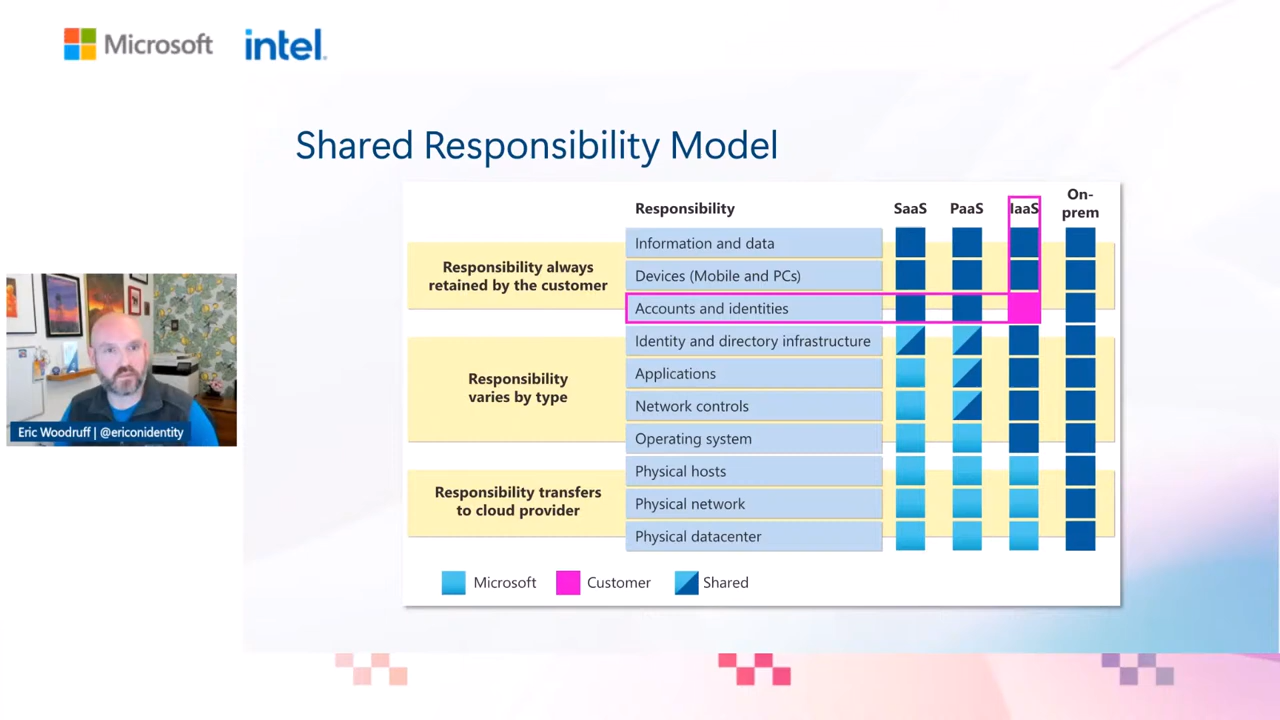 Microsoft intel.
Shared Responsibility Model
Responsibility SaaS PaaS IaaS On-
prem
Responsibility always
retained by the customer
Information and data
Devices (Mobile and PCs)
Accounts and identities
Responsibility
varies by type
Identity and directory infrastructure
Applications
Network controls
Operating system
Responsibility transfers
to cloud provider
Physical hosts
Physical network
Physical datacenter
Microsoft Customer Shared
Eric Woodruff | @ericonidentity